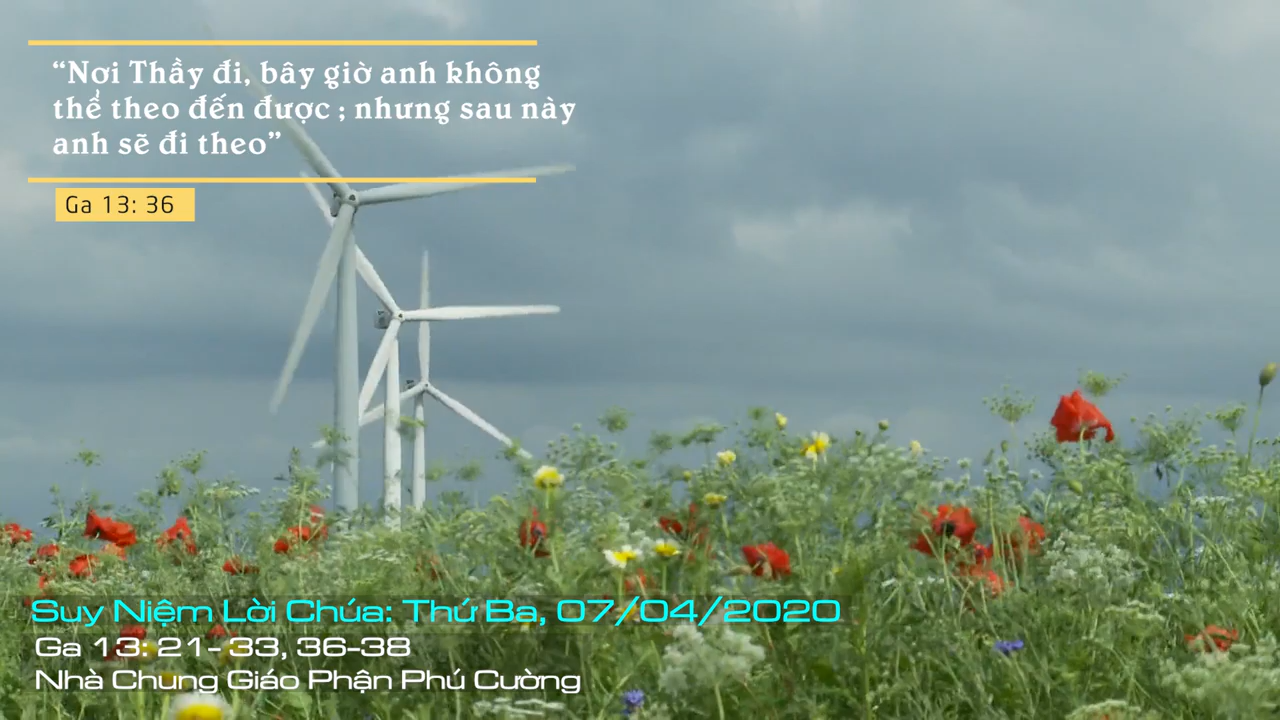 “Nơi Thầy đi, bây giờ anh không
thể theo đến được ; nhưng sau này
anh sẽ đi theo”
Ga 13: 36
Suy Niệm Lời Chúa: Thứ Ba, 07/04/2020
Ga 13: 21- 33, 36-38
Nhà Chung Giáo Phận Phú Cường